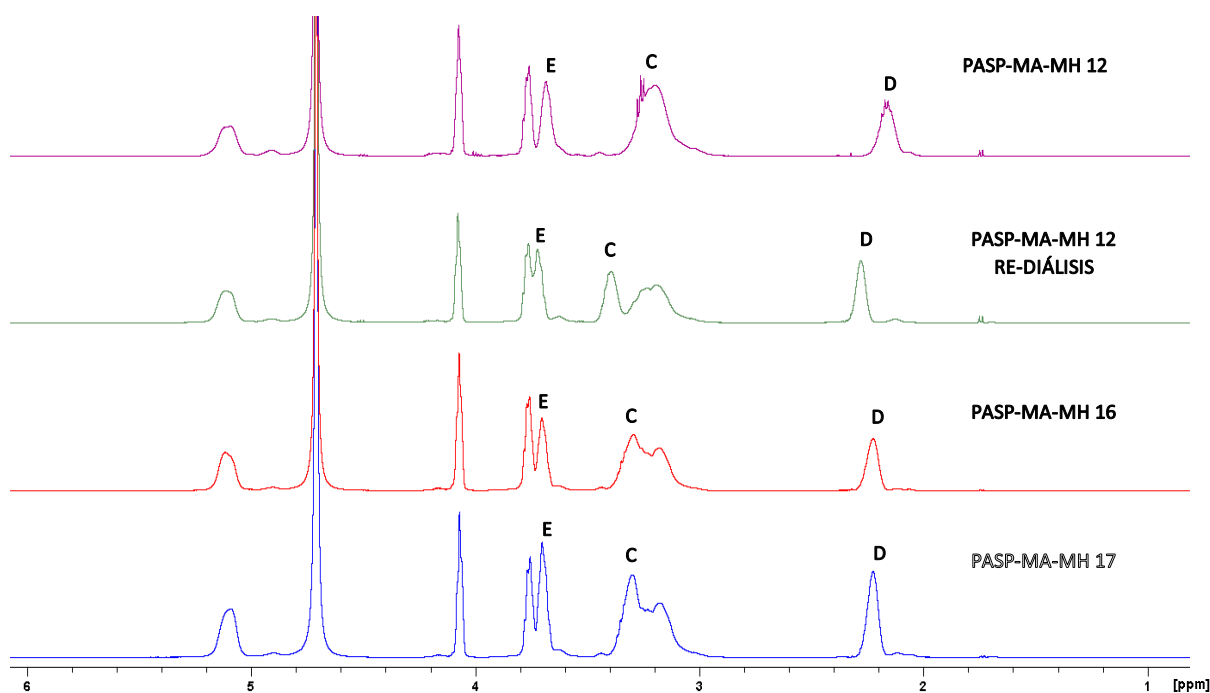 E
C
D
PASP-MA-MH 12
E
C
D
PASP-MA-MH 12
RE-DIÁLISIS
E
C
D
PASP-MA-MH 16
E
C
D
PASP-MA-MH 17
6 5 4 3 2 1 [ppm]